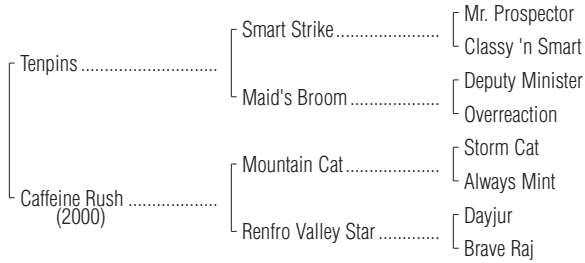 Mr. Prospector
Smart Strike....................
Classy 'n Smart
Tenpins ..........................
Deputy Minister
Maid's Broom .................
Overreaction
Storm Cat
Mountain Cat..................
Always Mint
Caffeine Rush .................
(2000)
Dayjur
Renfro Valley Star ............
Brave Raj